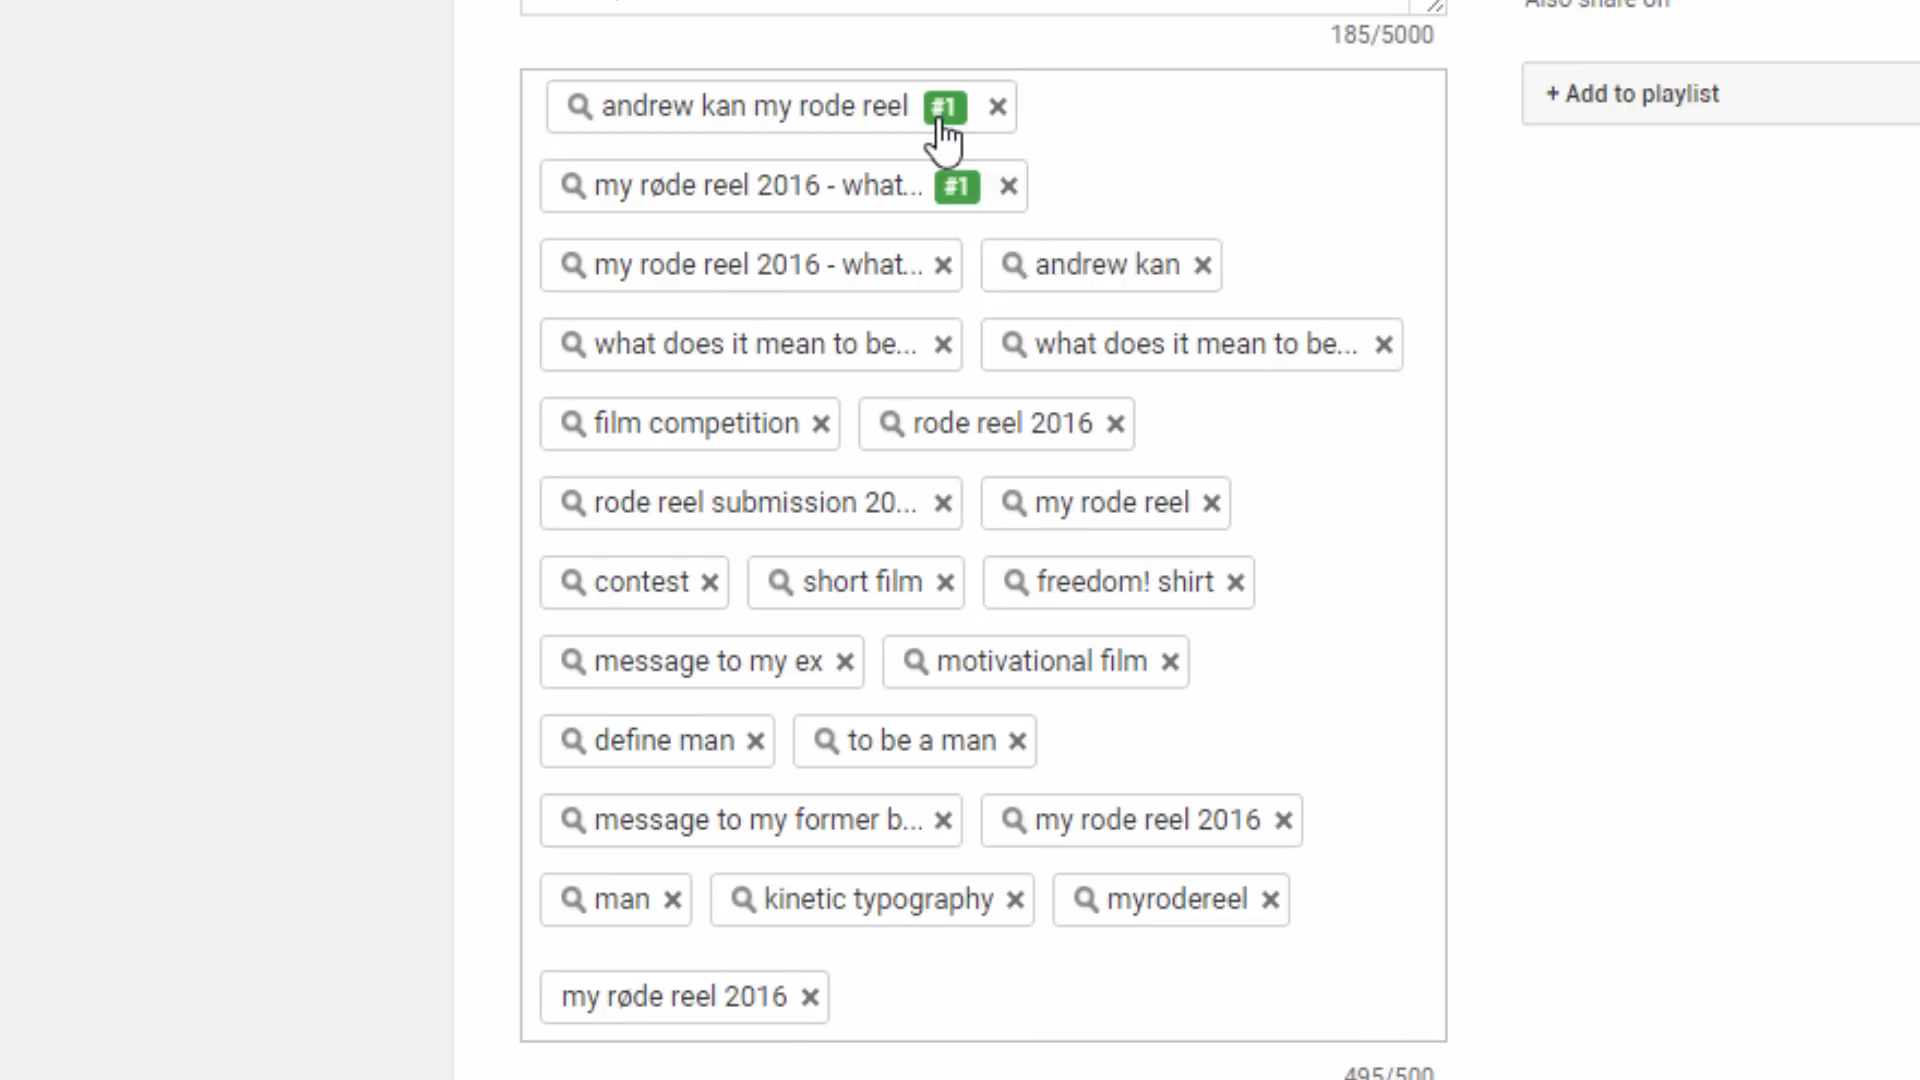 Also share on
185/5000
+ Add to playlist
andrew kan my rode reel #1
my røde reel 2016 - what... #1
my rode reel 2016 - what... andrew kan
what does it mean to be... what does it mean to be...
film competition rode reel 2016
rode reel submission 20... my rode reel
contest short film freedom! shirt
message to my ex motivational film
define man to be a man
message to my former b... my rode reel 2016
man kinetic typography myrodereel
my røde reel 2016
495/500